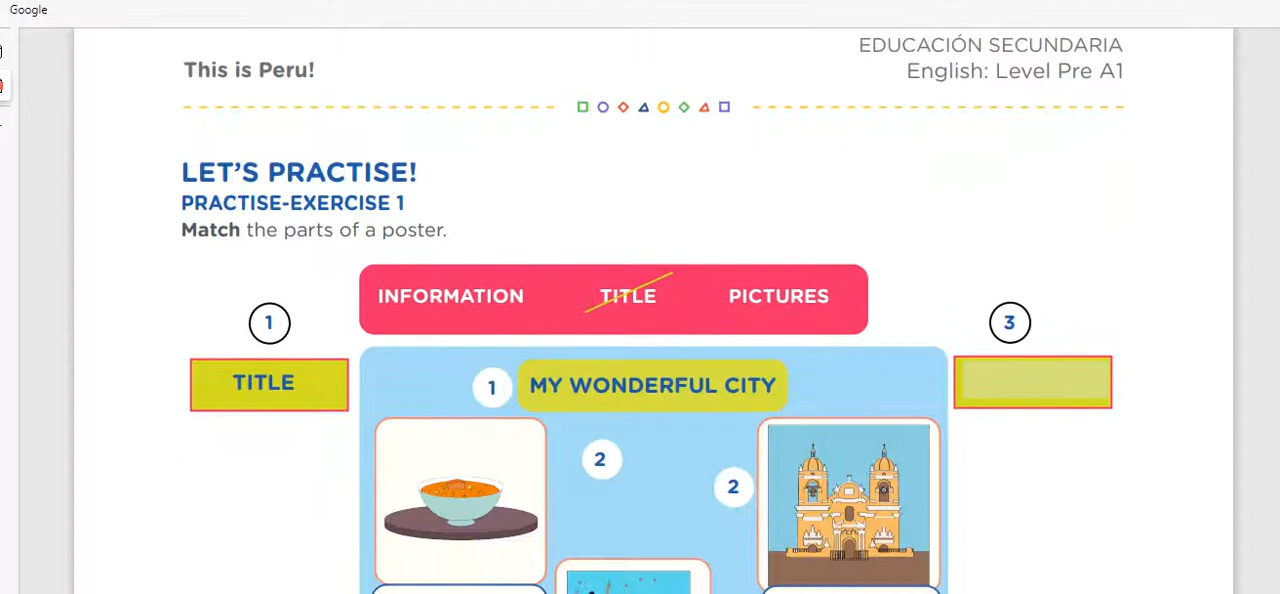 Google
EDUCACIÓN SECUNDARIA
This is Peru!
English: Level Pre A1
LET'S PRACTISE!
PRACTISE-EXERCISE 1
Match the parts of a poster.
INFORMATION TITLE PICTURES
1
3
TITLE
1 MY WONDERFUL CITY
2
2